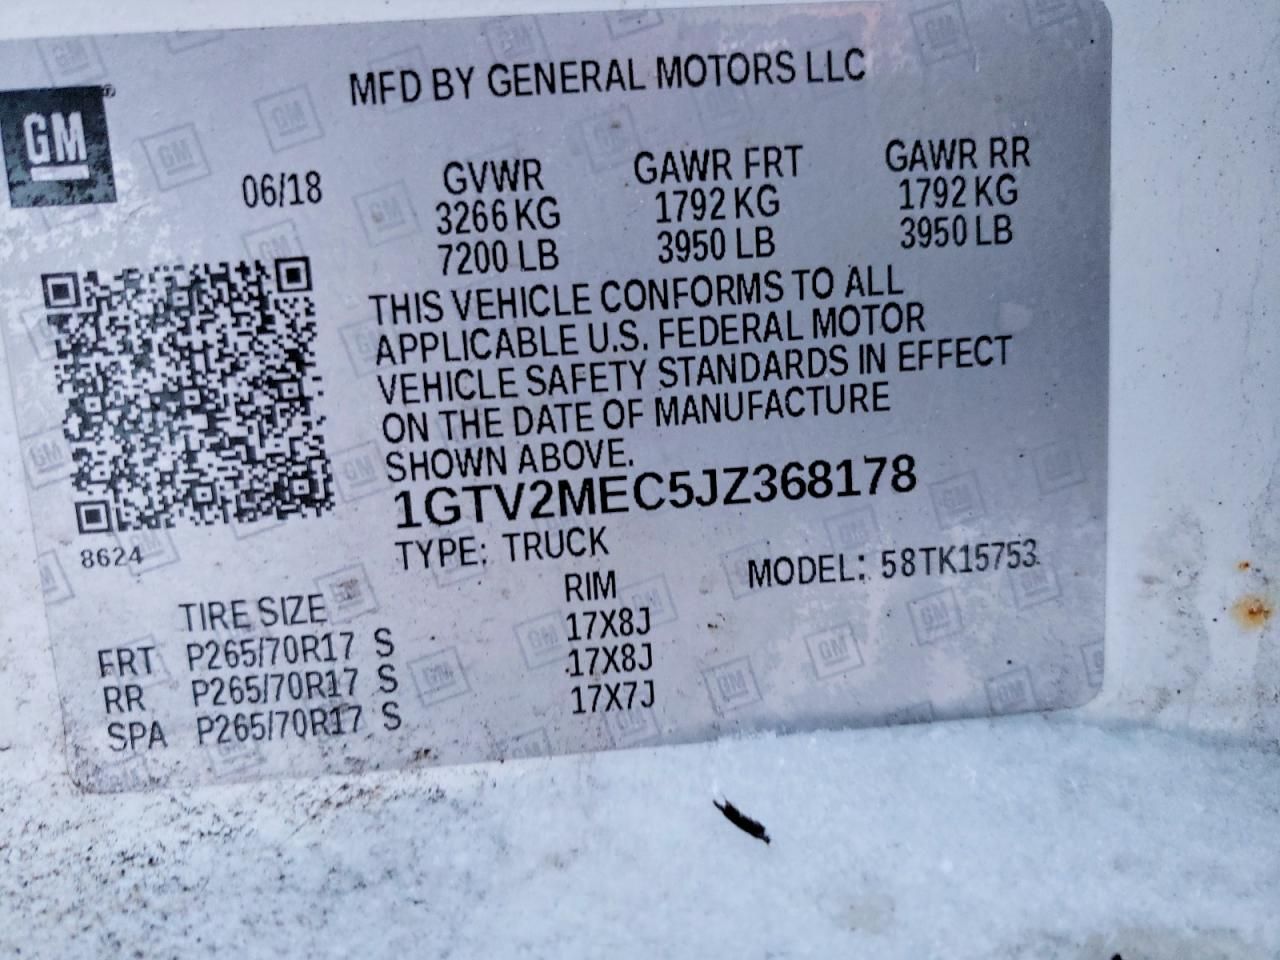 MFD BY GENERAL MOTORS LLC
GM
06/18 GVWR GAWR FRT GAWR RR
3266 KG 1792 KG 1792 KG
7200 LB 3950 LB 3950 LB
THIS VEHICLE CONFORMS TO ALL
APPLICABLE U.S. FEDERAL MOTOR
VEHICLE SAFETY STANDARDS IN EFFECT
ON THE DATE OF MANUFACTURE
SHOWN ABOVE.
1GTV2MEC5JZ368178
8624 TYPE: TRUCK MODEL: 58TK15753
TIRE SIZE RIM
FRT P265/70R17 S 17X8J
RR P265/70R17 S 17X8J
SPA P265/70R17 S 17X7J